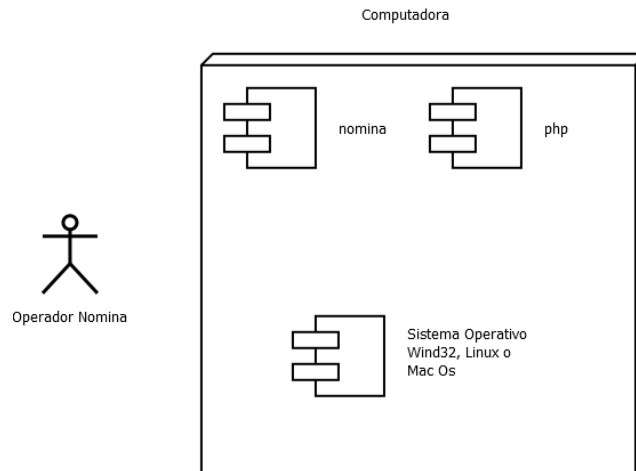 Computadora
nomina
php
Operador Nomina
Sistema Operativo
Wind32, Linux o
Mac Os